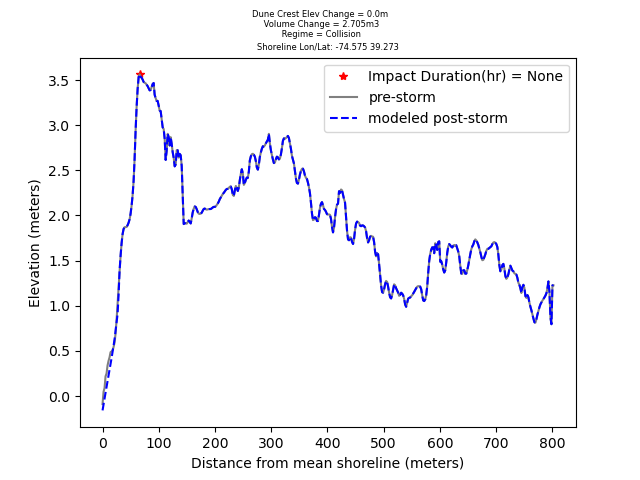 Dune Crest Elev Change = 0.0m
Volume Change = 2.705m3
Regime = Collision
Shoreline Lon/Lat: -74.575 39.273
Impact Duration(hr) = None
pre-storm
modeled post-storm
Elevation (meters)
3.5
3.0
2.5
2.0
1.5
1.0
0.5
0.0
0 100 200 300 400 500 600 700 800
Distance from mean shoreline (meters)